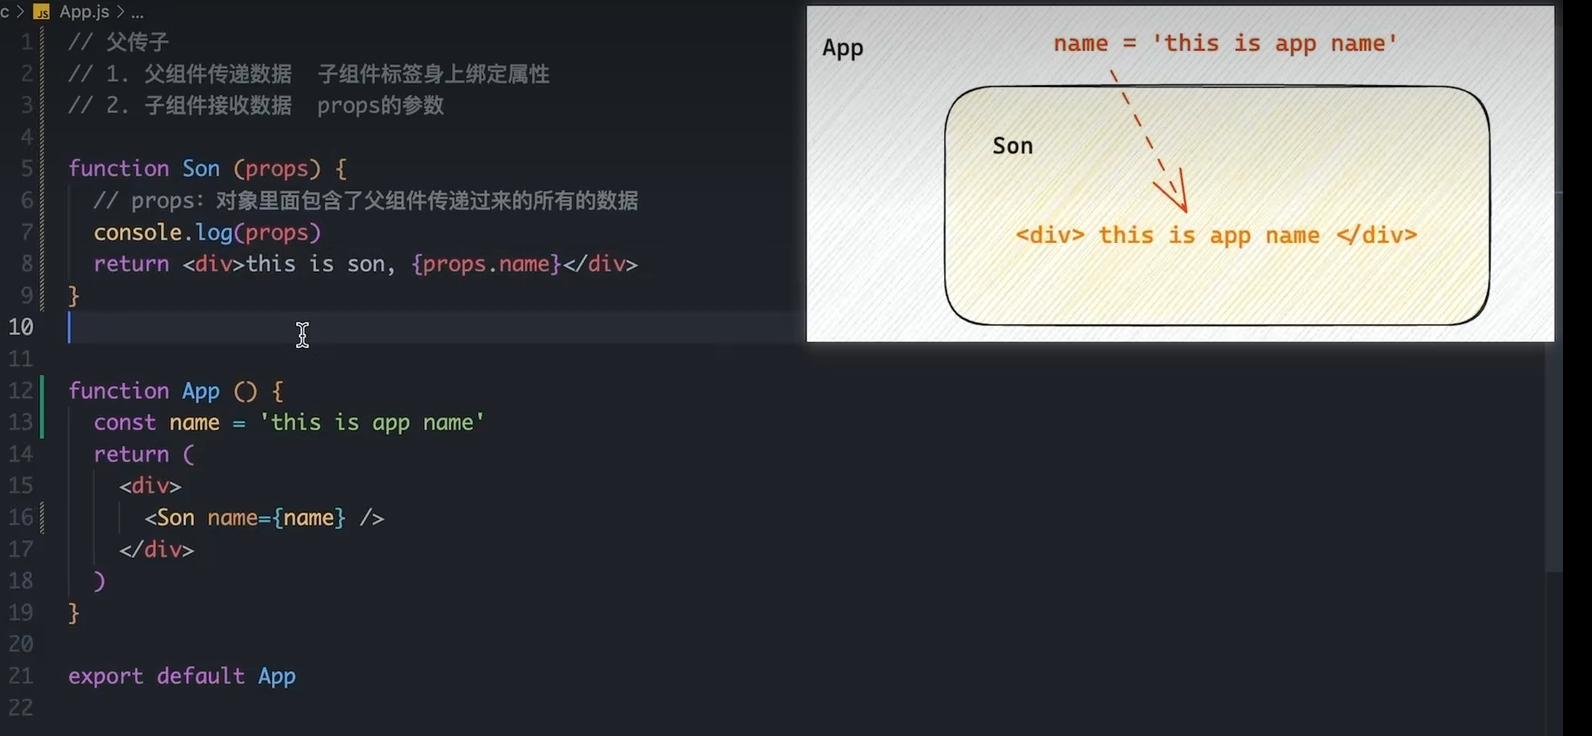 c > JS App.js > ...
1 // 父传子
2 // 1. 父组件传递数据  子组件标签身上绑定属性
3 // 2. 子组件接收数据  props的参数
4
5 function Son (props) {
6   // props：对象里面包含了父组件传递过来的所有的数据
7   console.log(props)
8   return <div>this is son, {props.name}</div>
9 }
10
11
12 function App () {
13   const name = 'this is app name'
14   return (
15     <div>
16       <Son name={name} />
17     </div>
18   )
19 }
20
21 export default App
22
App
name = 'this is app name'
Son
<div> this is app name </div>